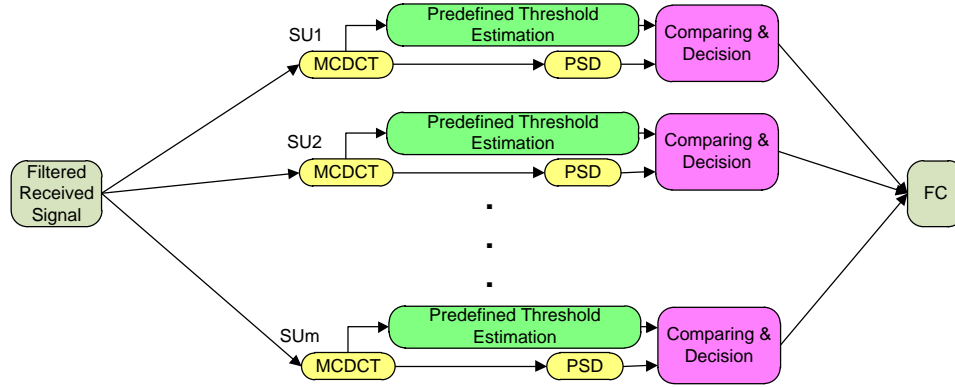 Predefined Threshold
Estimation
SU1
MCDCT
PSD
Comparing &
Decision
Predefined Threshold
Estimation
SU2
MCDCT
PSD
Comparing &
Decision
Filtered
Received
Signal
FC
Predefined Threshold
Estimation
SUm
MCDCT
PSD
Comparing &
Decision